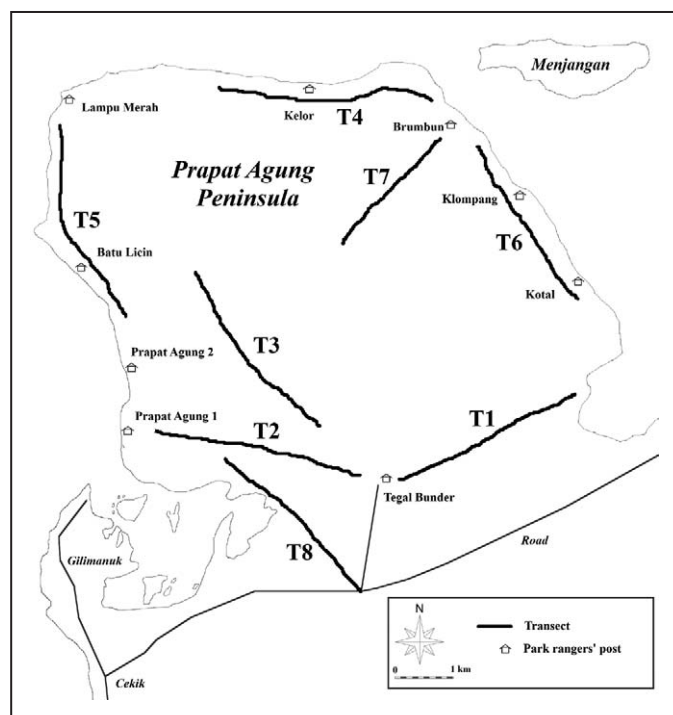 Menjangan
Lampu Merah
Kelor
T4
Brumbun
Prapat Agung
Peninsula
T7
Klompang
T5
T6
Batu Licin
Kotal
T3
Prapat Agung 2
Prapat Agung 1
T2
T1
Tegal Bunder
T8
Road
Gilimanuk
N
Transect
Park rangers' post
0 1 km
Cekik